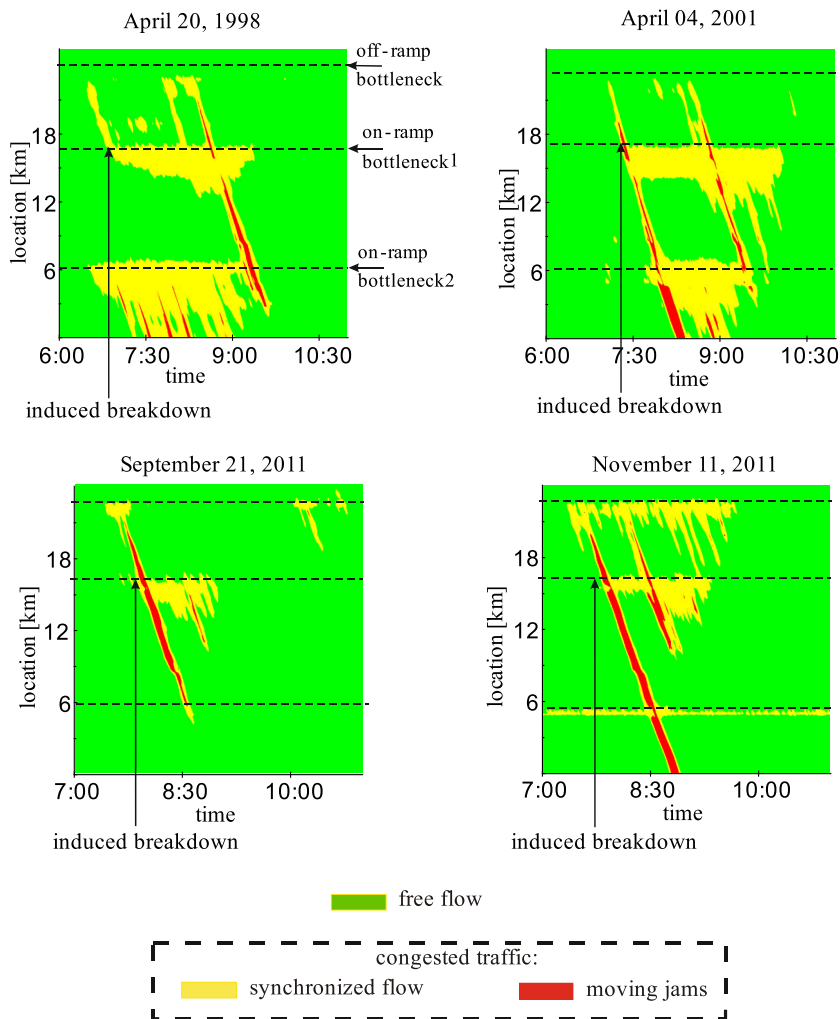 April 20, 1998
April 04, 2001
off-ramp
bottleneck
on-ramp
bottleneck1
on-ramp
bottleneck2
location [km]
18
12
6
6:00 7:30 9:00 10:30
time
induced breakdown
location [km]
18
12
6
6:00 7:30 9:00 10:30
time
induced breakdown
September 21, 2011
November 11, 2011
location [km]
18
12
6
7:00 8:30 10:00
time
induced breakdown
location [km]
18
12
6
7:00 8:30 10:00
time
induced breakdown
free flow
congested traffic:
synchronized flow
moving jams